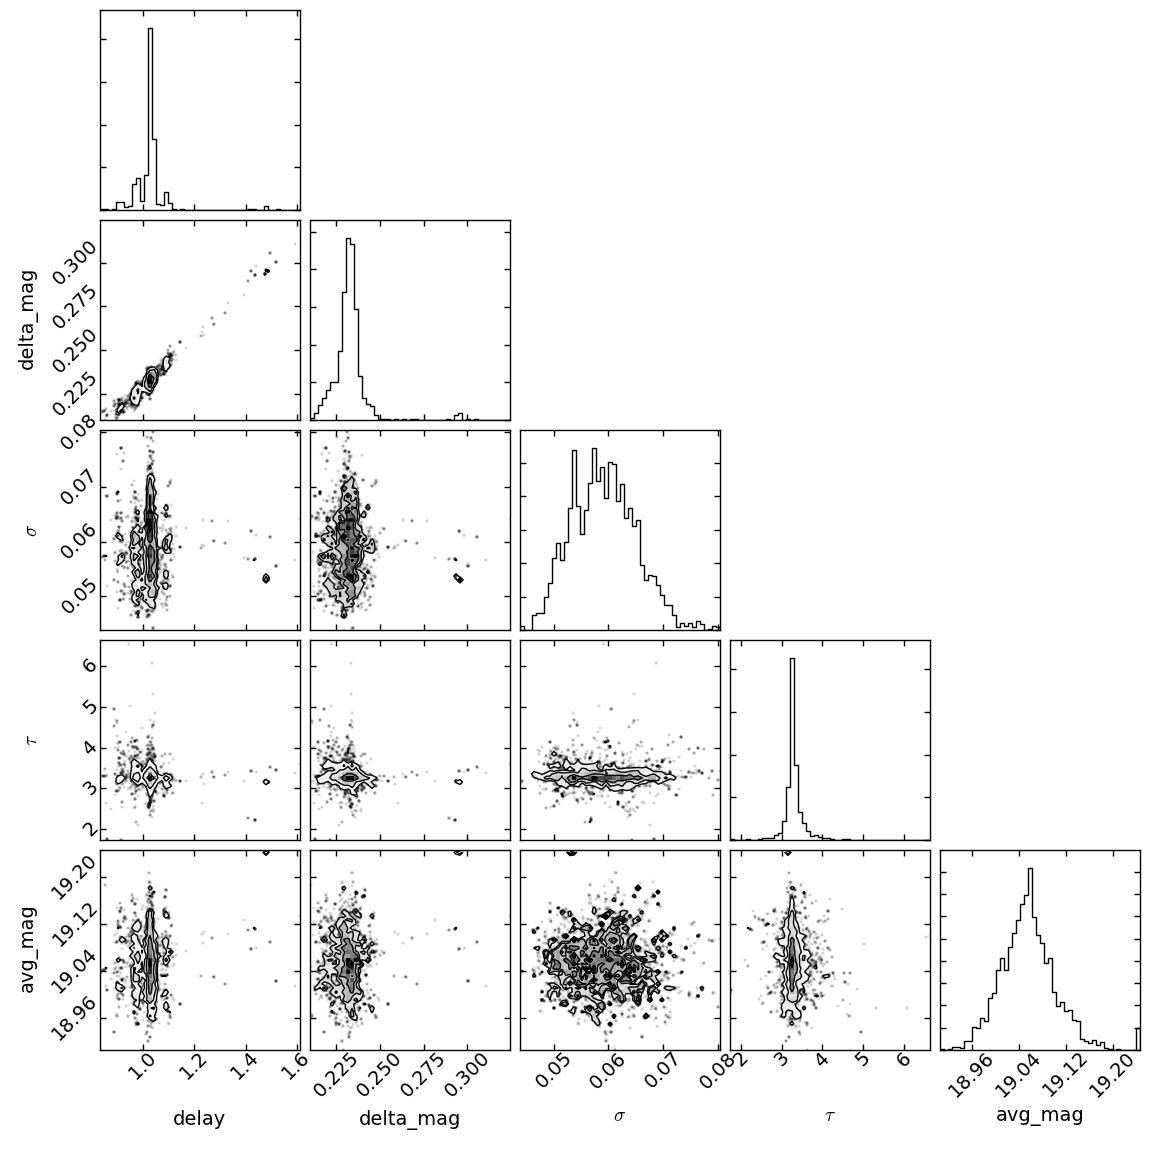 delta_mag
0.300
0.275
0.250
0.225
σ
0.08
0.08
0.07
0.06
0.05
τ
6
5
4
3
2
avg_mag
19.20
19.12
19.04
18.96
1.0 1.2 1.4 1.6
0.225 0.250 0.275 0.300
0.05 0.06 0.07 0.08
2 3 4 5 6
18.96 19.04 19.12 19.20
delay delta_mag σ τ avg_mag